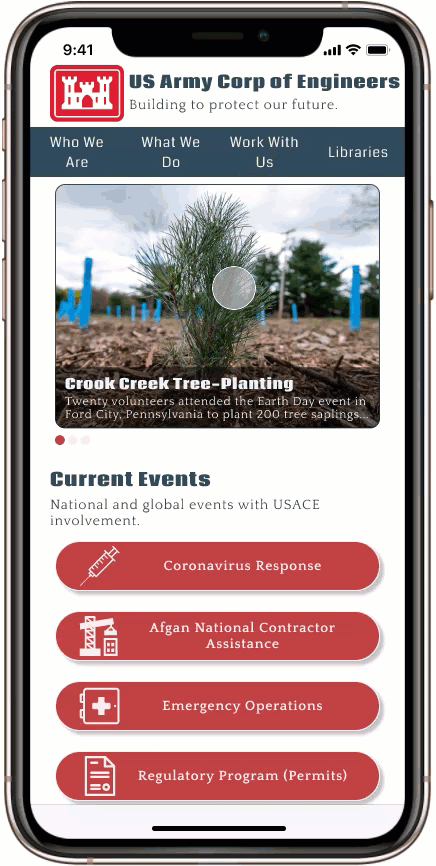 9:41
US Army Corp of Engineers
Building to protect our future.
Who We
Are
What We
Do
Work With
Us
Libraries
Crook Creek Tree-Planting
Twenty volunteers attended the Earth Day event in
Ford City, Pennsylvania to plant 200 tree saplings...
Current Events
National and global events with USACE
involvement.
Coronavirus Response
Afgan National Contractor
Assistance
Emergency Operations
Regulatory Program (Permits)